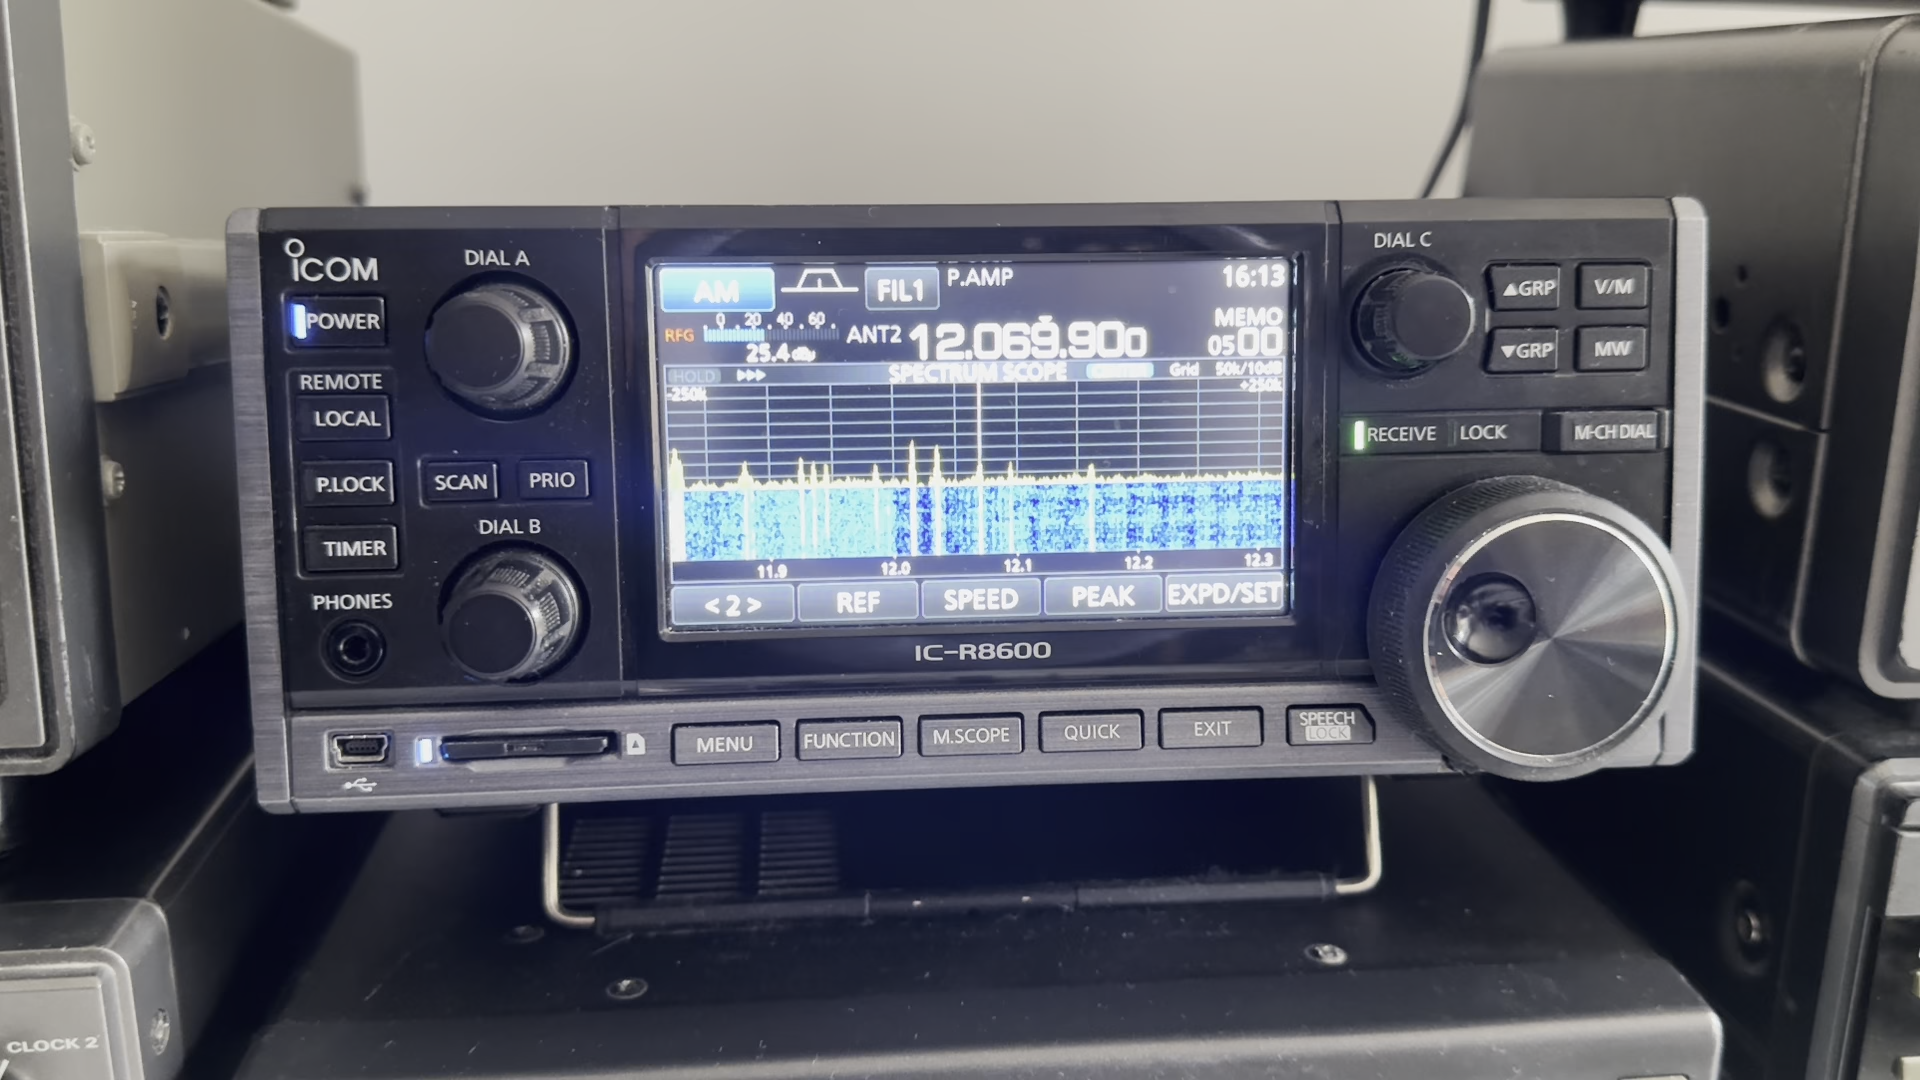 ICOM
DIAL A
POWER
REMOTE
LOCAL
P.LOCK
SCAN
PRIO
DIAL B
TIMER
PHONES
AM
FIL1
P.AMP
16:13
0 20 40 60
RFG
25.4dBμ
ANT2
12.069.900
MEMO
05 00
HOLD
SPECTRUM SCOPE
CENTER
Grid 50k/10dB
-250k
+250k
11.9 12.0 12.1 12.2 12.3
<2>
REF
SPEED
PEAK
EXPD/SET
IC-R8600
DIAL C
▲GRP
V/M
▼GRP
MW
RECEIVE
LOCK
M-CH DIAL
MENU
FUNCTION
M.SCOPE
QUICK
EXIT
SPEECH
LOCK
CLOCK 2